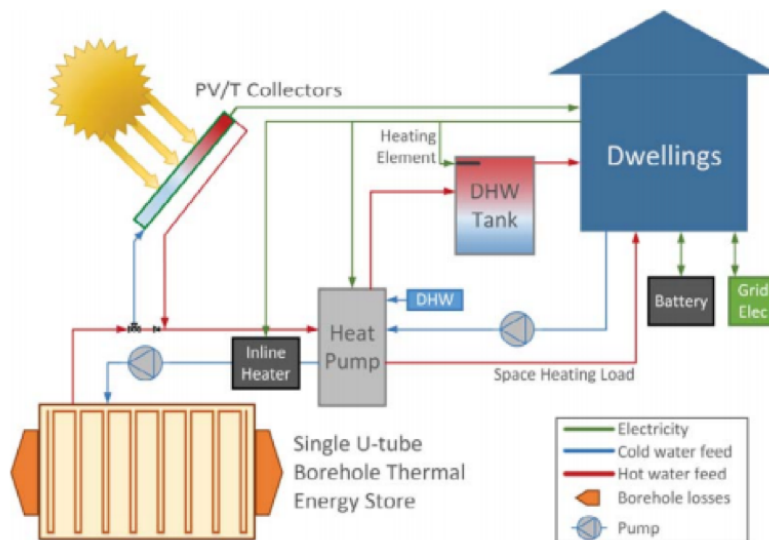 PV/T Collectors
Heating
Element
DHW
Tank
Dwellings
Battery
Grid
Elec
DHW
Heat
Pump
Inline
Heater
Space Heating Load
Single U-tube
Borehole Thermal
Energy Store
Electricity
Cold water feed
Hot water feed
Borehole losses
Pump